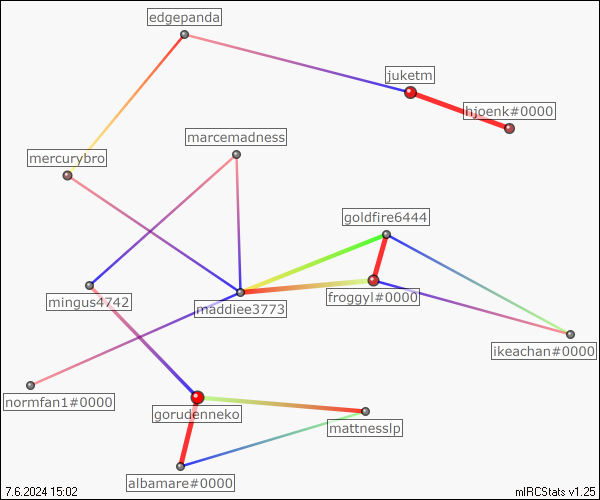 edgepanda
juketm
hjoenk#0000
marcemadness
mercurybro
goldfire6444
mingus4742
maddiee3773
froggyl#0000
ikeachan#0000
normfan1#0000
gorudenneko
mattnesslp
albamare#0000
7.6.2024 15:02
mIRCStats v1.25